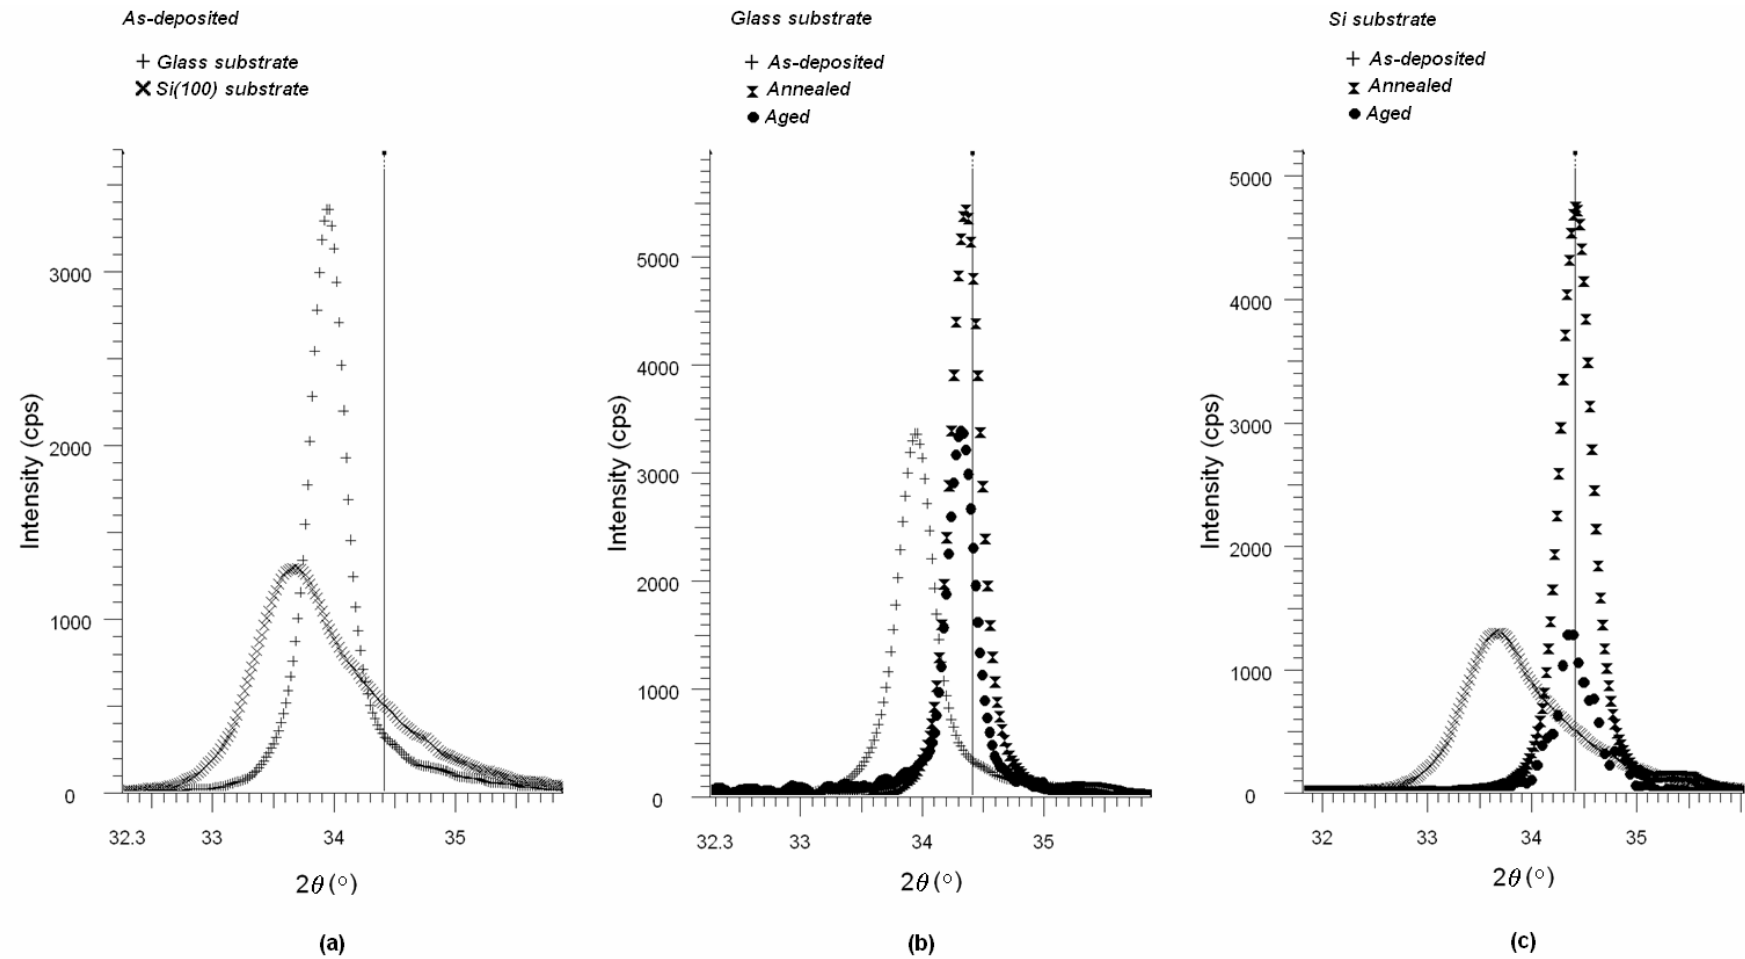 As-deposited
+ Glass substrate
× Si(100) substrate
3000
2000
1000
0
Intensity (cps)
32.3 33 34 35
2θ (°)
(a)
Glass substrate
+ As-deposited
⧗ Annealed
● Aged
5000
4000
3000
2000
1000
0
Intensity (cps)
32.3 33 34 35
2θ (°)
(b)
Si substrate
+ As-deposited
⧗ Annealed
● Aged
5000
4000
3000
2000
1000
0
Intensity (cps)
32 33 34 35
2θ (°)
(c)